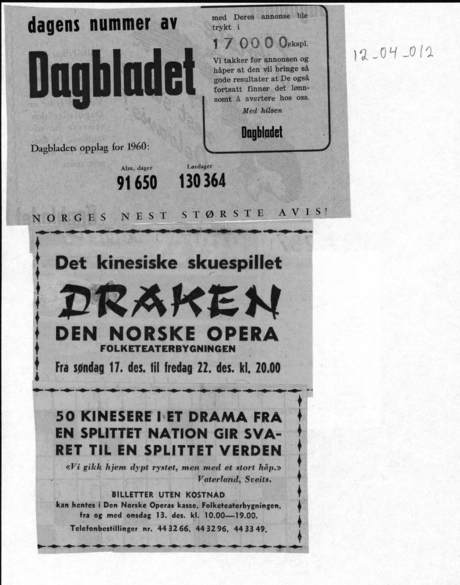 dagens nummer av
Dagbladet
med Deres annonse ble
trykt i
170000 ekspl.
Vi takker for annonsen og
håper at den vil bringe så
gode resultater at De også
fortsatt finner det lønn-
somt å avertere hos oss.
Med hilsen
Dagbladet
12-04-012
Dagbladets opplag for 1960:
Alm. dager Lørdager
91 650 130 364
NORGES NEST STØRSTE AVIS!
Det kinesiske skuespillet
DRAKEN
DEN NORSKE OPERA
FOLKETEATERBYGNINGEN
Fra søndag 17. des. til fredag 22. des. kl. 20.00
50 KINESERE I ET DRAMA FRA
EN SPLITTET NATION GIR SVA-
RET TIL EN SPLITTET VERDEN
«Vi gikk hjem dypt rystet, men med et stort håp.»
Vaterland, Sveits.
BILLETTER UTEN KOSTNAD
kan hentes i Den Norske Operas kasse, Folketeaterbygningen,
fra og med onsdag 13. des. kl. 10.00—19.00.
Telefonbestillinger nr. 44 32 66, 44 32 96, 44 33 49.